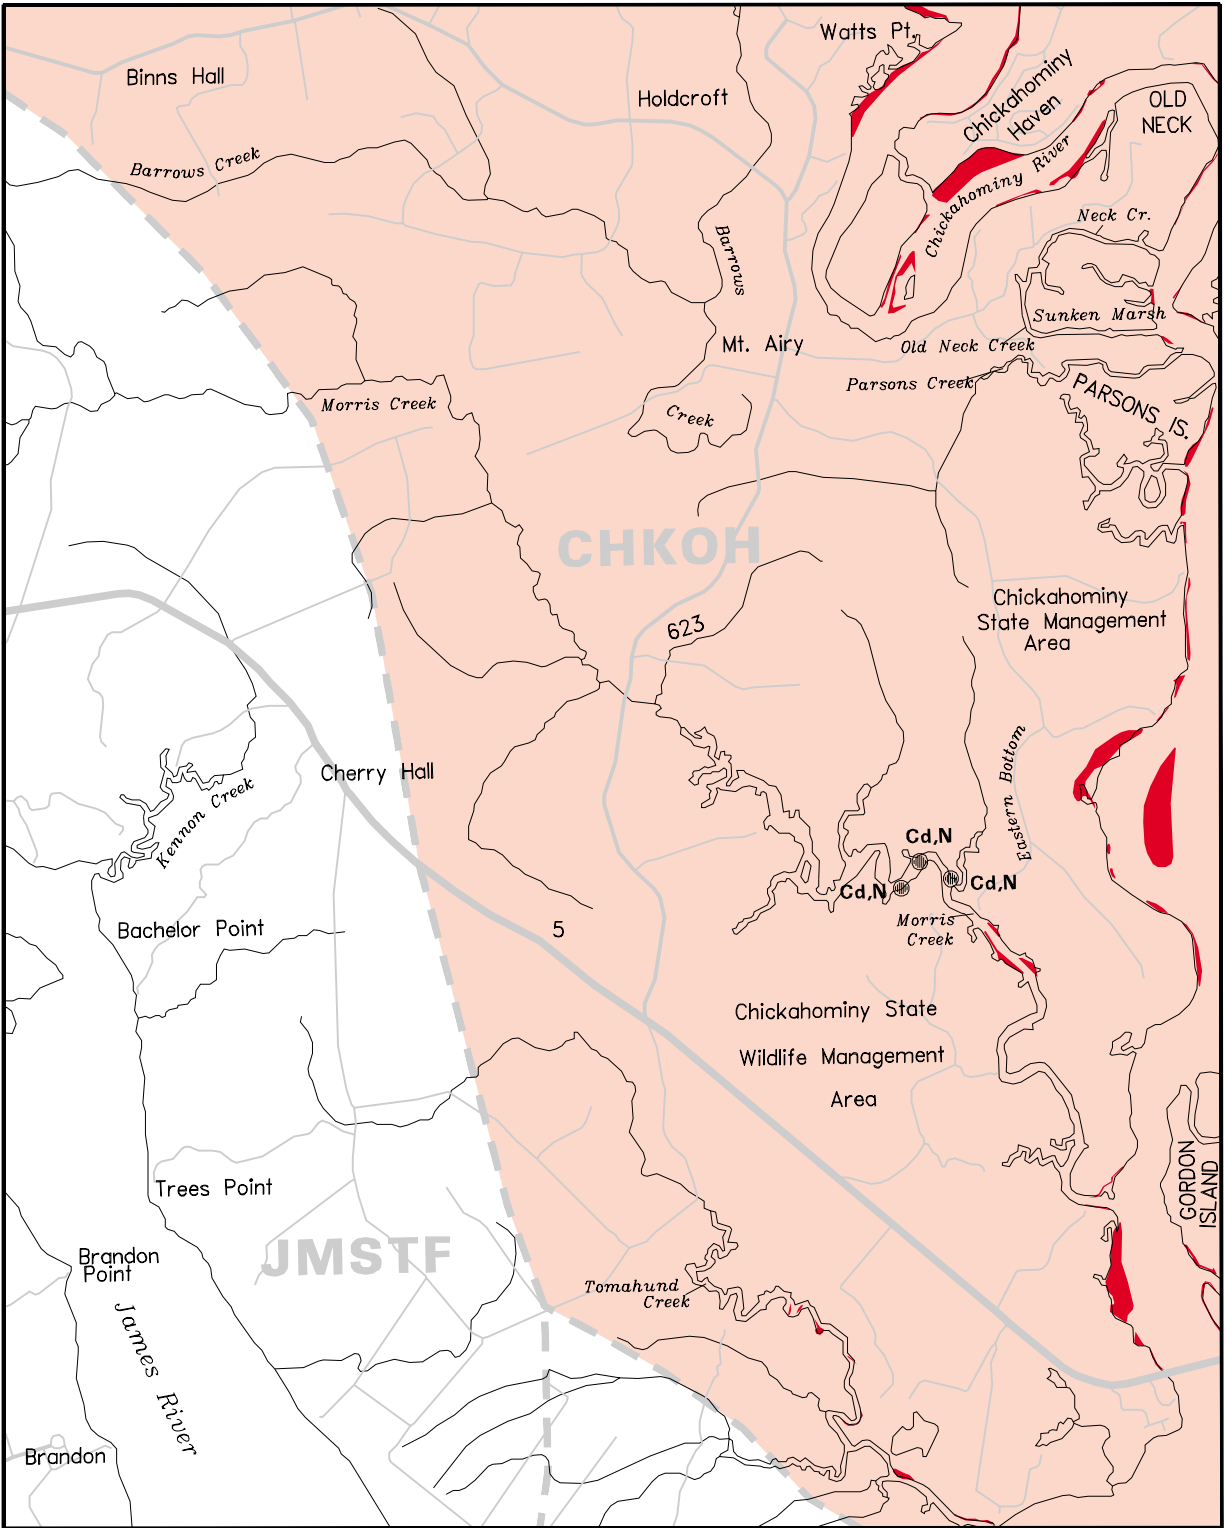 Watts Pt.
Binns Hall
Holdcroft
Chickahominy
Haven
OLD
NECK
Barrows Creek
Chickahominy River
Neck Cr.
Barrows
Sunken Marsh
Mt. Airy
Old Neck Creek
Parsons Creek
PARSONS IS.
Morris Creek
Creek
CHKOH
Chickahominy
State Management
Area
623
Eastern Bottom
Cherry Hall
Kennon Creek
Cd,N
Cd,N
Cd,N
Morris
Creek
Bachelor Point
5
Chickahominy State
Wildlife Management
Area
GORDON
ISLAND
Trees Point
JMSTF
Brandon
Point
Tomahund
Creek
James River
Brandon